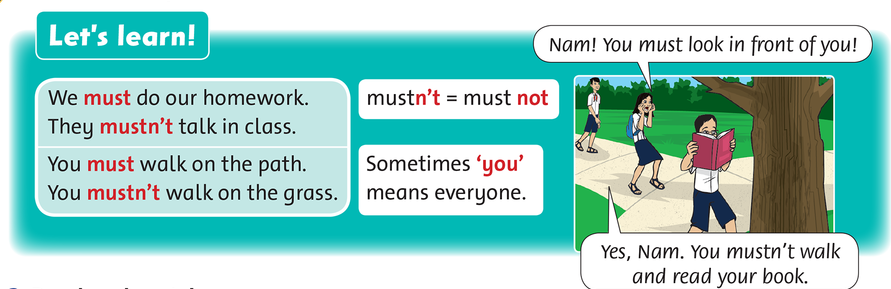 Let's learn!
We must do our homework.
They mustn't talk in class.
You must walk on the path.
You mustn't walk on the grass.
mustn't = must not
Sometimes 'you'
means everyone.
Nam! You must look in front of you!
Yes, Nam. You mustn't walk
and read your book.